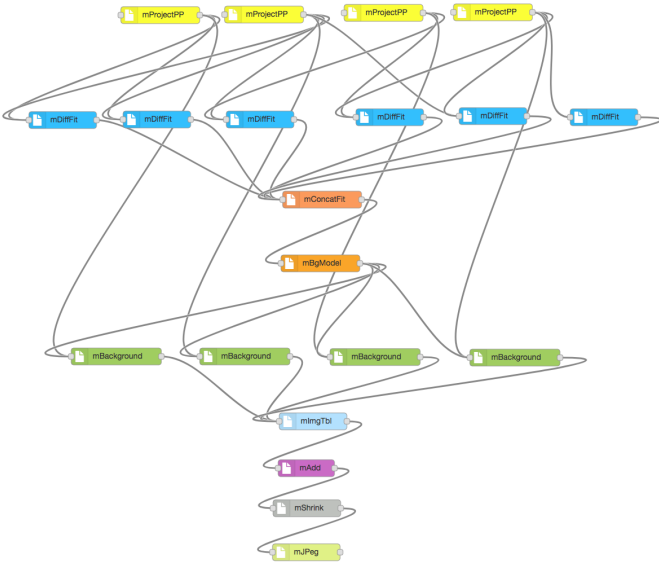 mProjectPP
mProjectPP
mProjectPP
mProjectPP
mDiffFit
mDiffFit
mDiffFit
mDiffFit
mDiffFit
mDiffFit
mConcatFit
mBgModel
mBackground
mBackground
mBackground
mBackground
mImgTbl
mAdd
mShrink
mJPeg